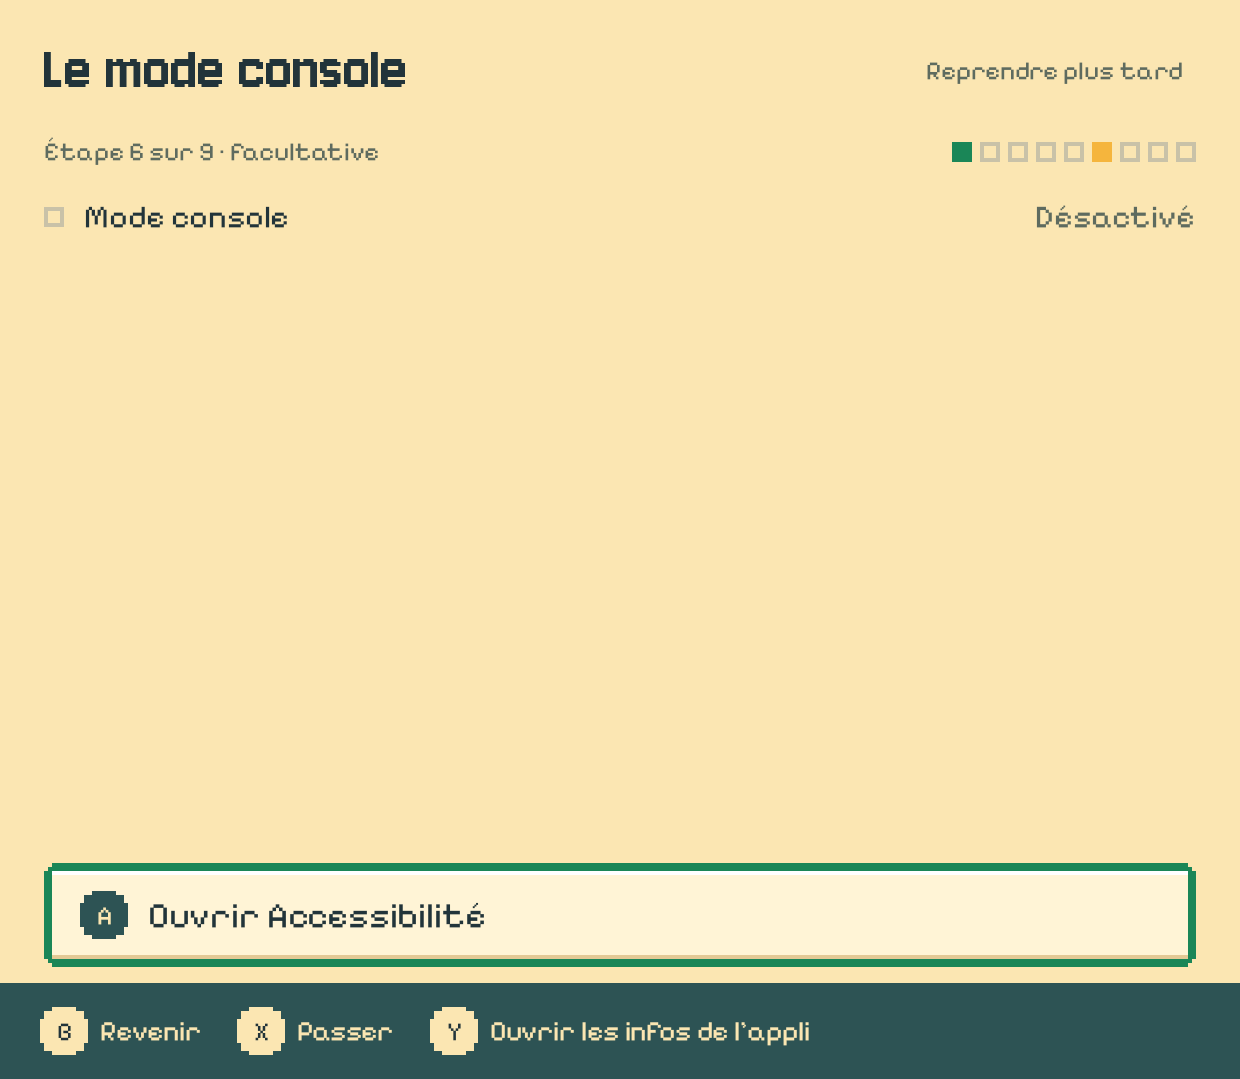 Le mode console
Reprendre plus tard
Étape 6 sur 9 · facultative
Mode console
Désactivé
A Ouvrir Accessibilité
B Revenir X Passer Y Ouvrir les infos de l'appli